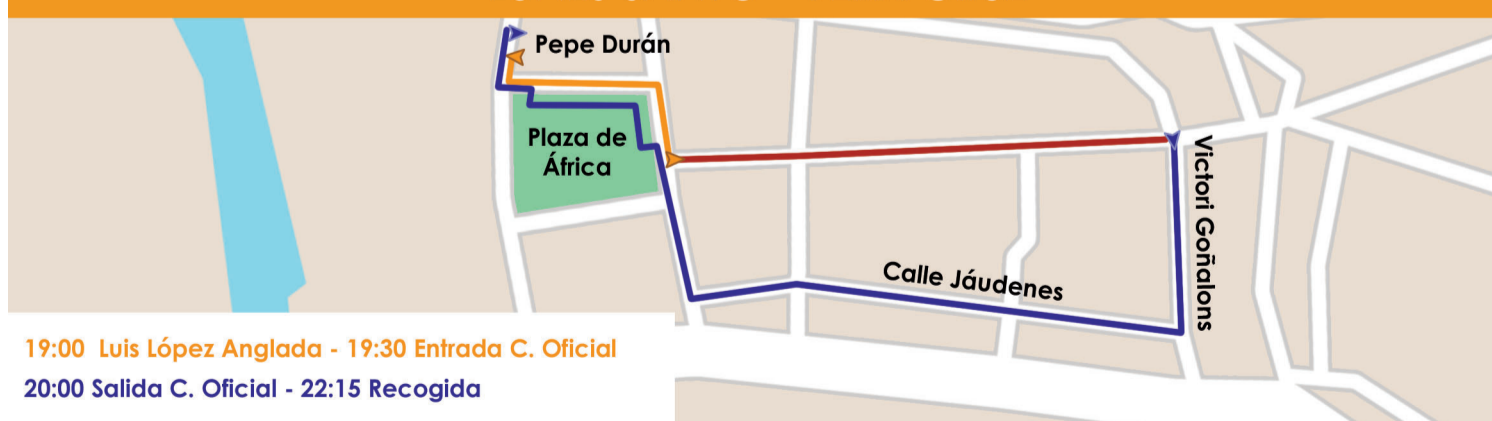 Pepe Durán
Plaza de
África
Victori Goñalons
Calle Jáudenes
19:00 Luis López Anglada - 19:30 Entrada C. Oficial
20:00 Salida C. Oficial - 22:15 Recogida